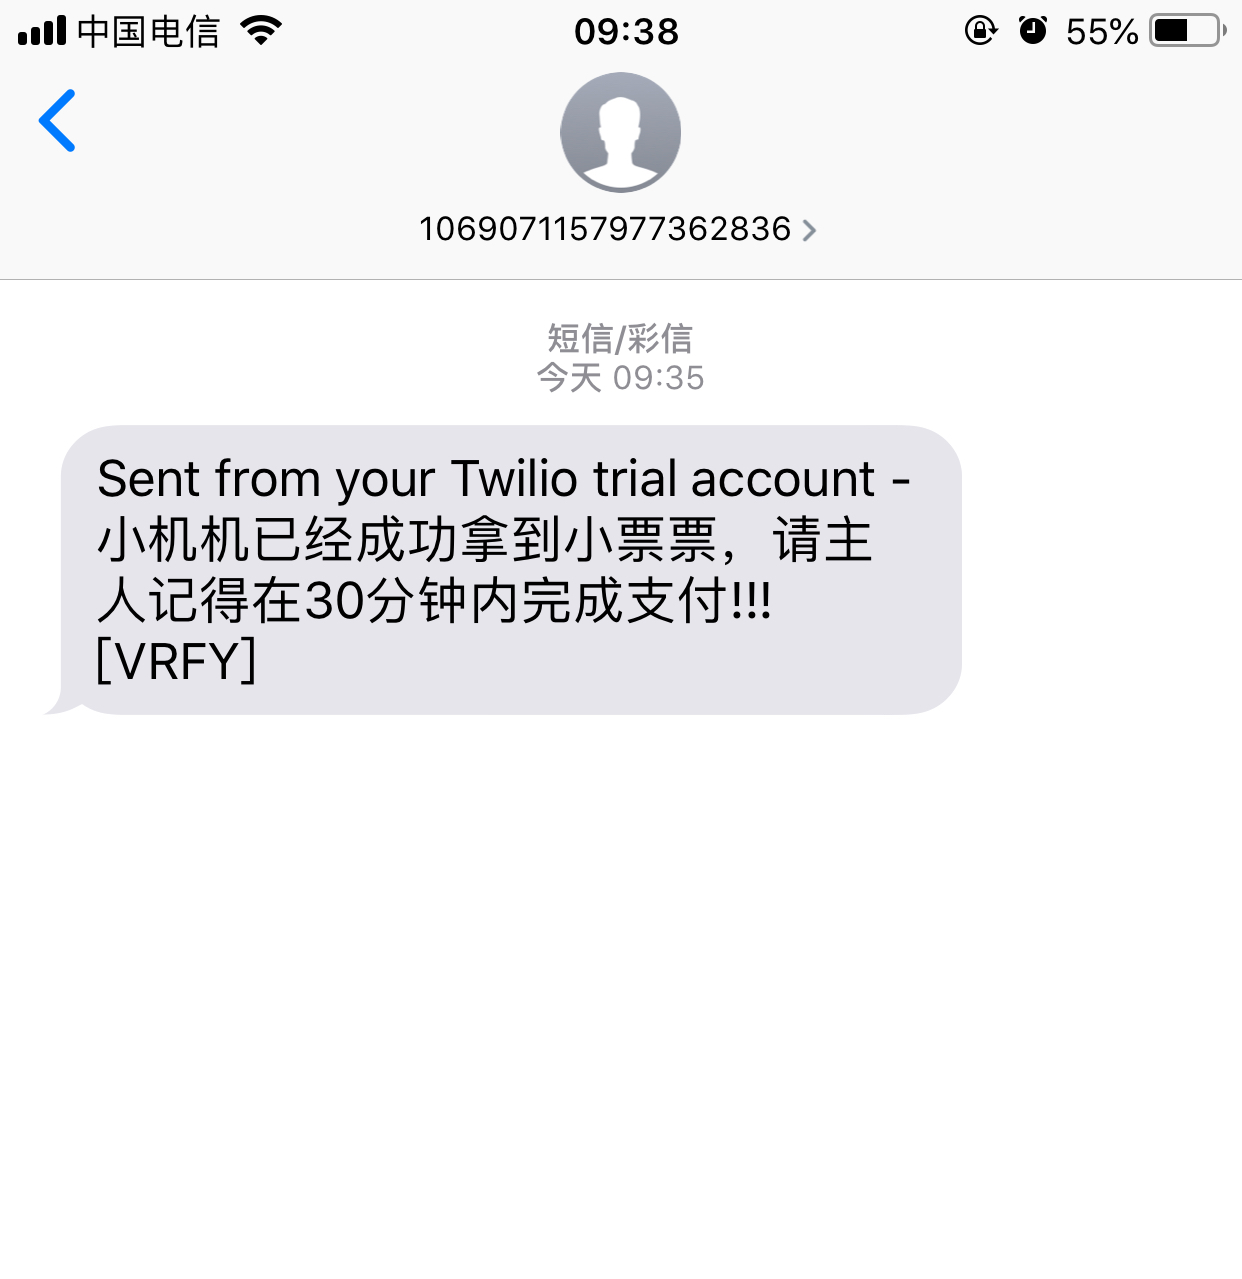 中国电信 09:38 55%
1069071157977362836
短信/彩信
今天 09:35
Sent from your Twilio trial account -
小机机已经成功拿到小票票，请主
人记得在30分钟内完成支付!!!
[VRFY]